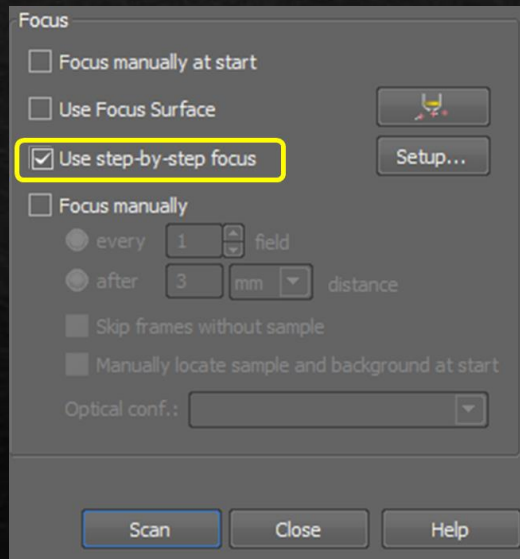 Focus
Focus manually at start
Use Focus Surface
Use step-by-step focus
Setup...
Focus manually
every 1 field
after 3 mm distance
Skip frames without sample
Manually locate sample and background at start
Optical conf.:
Scan Close Help